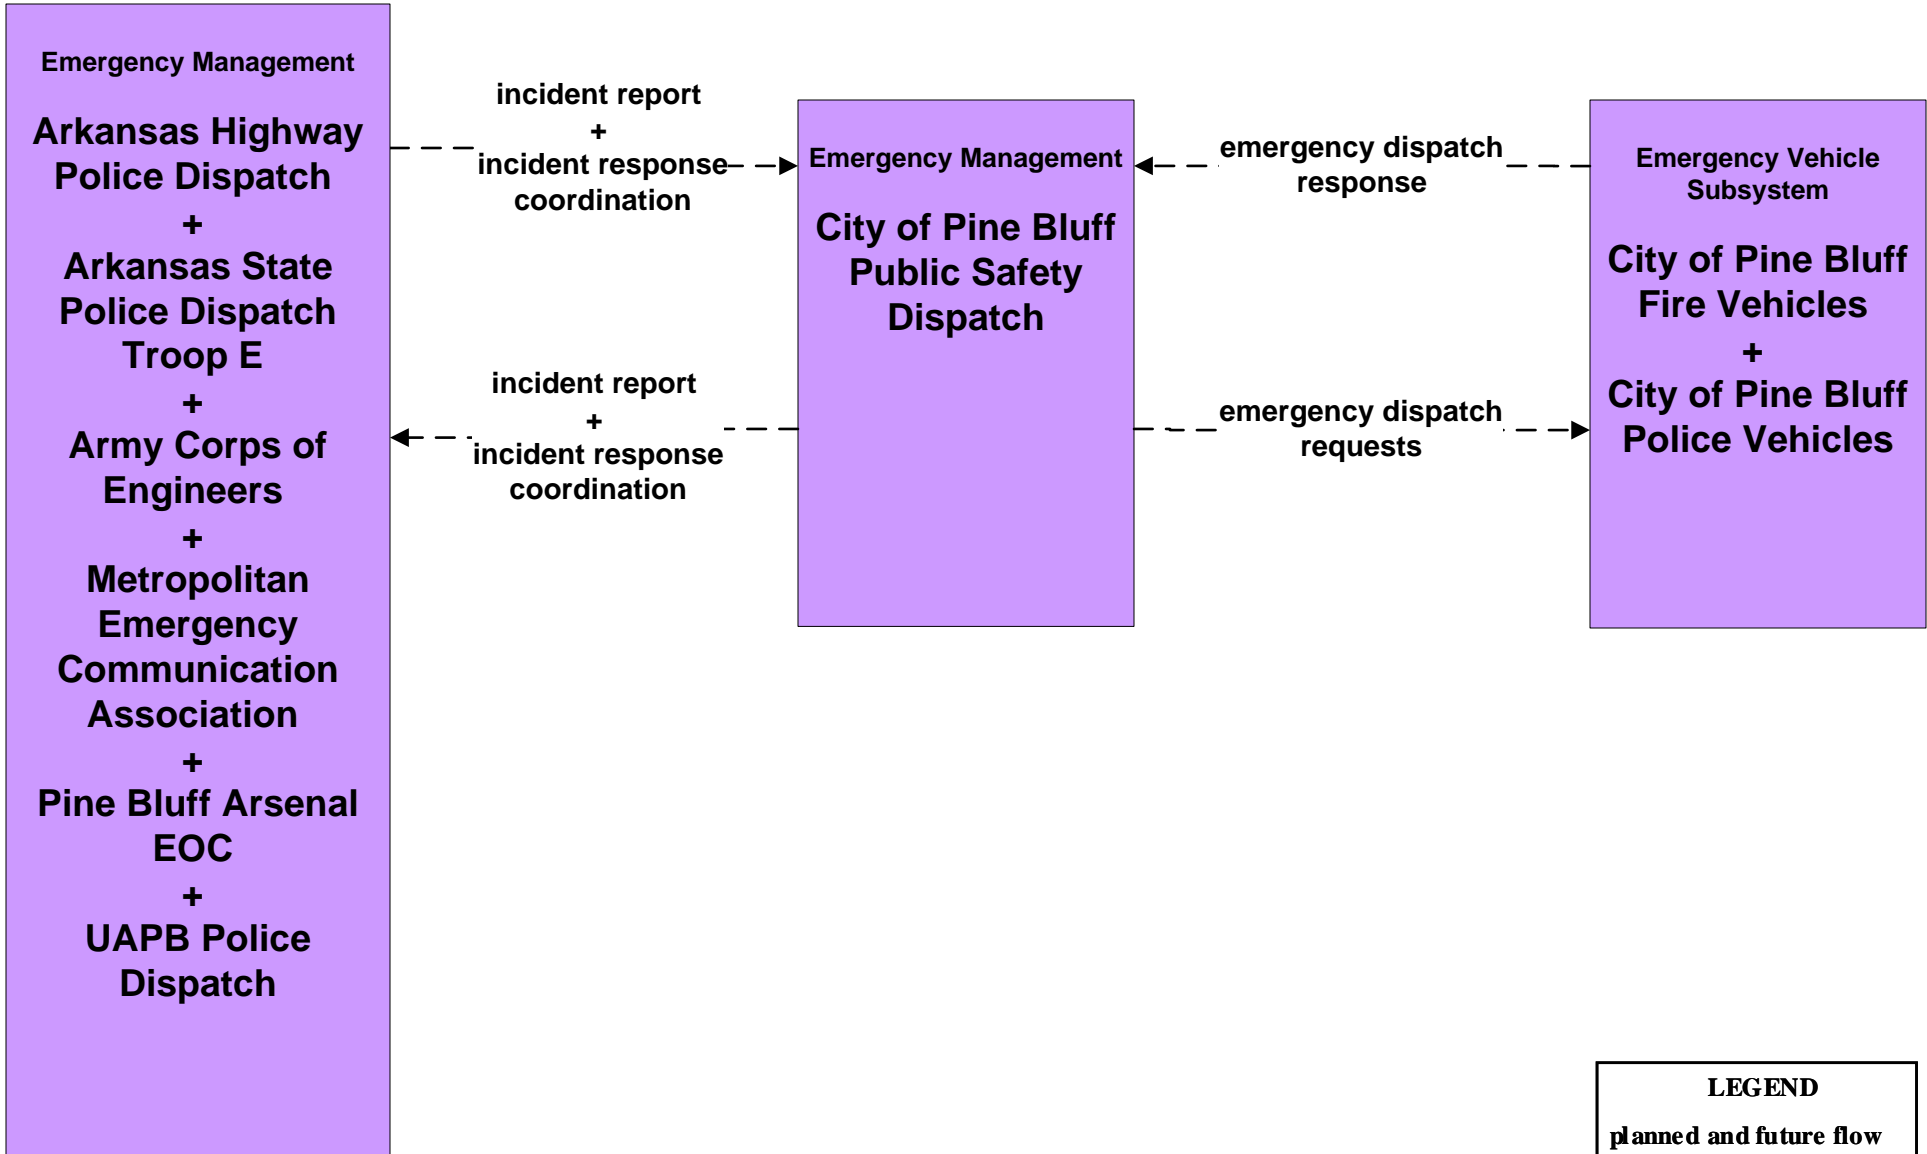 Emergency Management
Arkansas Highway
Police Dispatch
+
Arkansas State
Police Dispatch
Troop E
+
Army Corps of
Engineers
+
Metropolitan
Emergency
Communication
Association
+
Pine Bluff Arsenal
EOC
+
UAPB Police
Dispatch
incident report
+
incident response
coordination
incident report
+
incident response
coordination
Emergency Management
City of Pine Bluff
Public Safety
Dispatch
emergency dispatch
response
emergency dispatch
requests
Emergency Vehicle
Subsystem
City of Pine Bluff
Fire Vehicles
+
City of Pine Bluff
Police Vehicles
LEGEND
planned and future flow